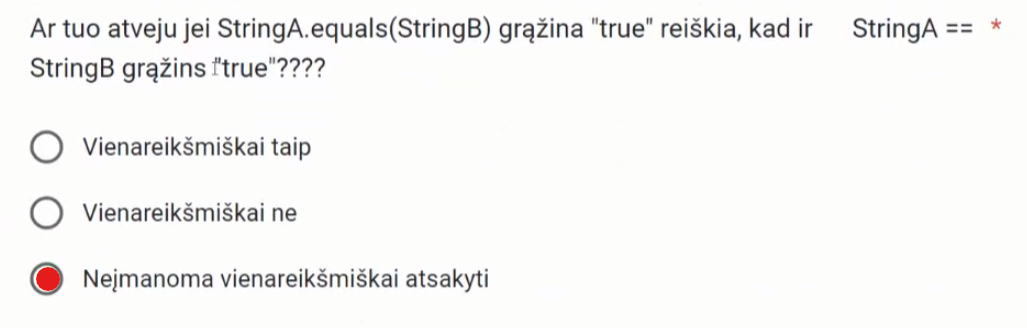 Ar tuo atveju jei StringA.equals(StringB) grąžina "true" reiškia, kad ir StringA == *
StringB grąžins "true"????
Vienareikšmiškai taip
Vienareikšmiškai ne
Neįmanoma vienareikšmiškai atsakyti